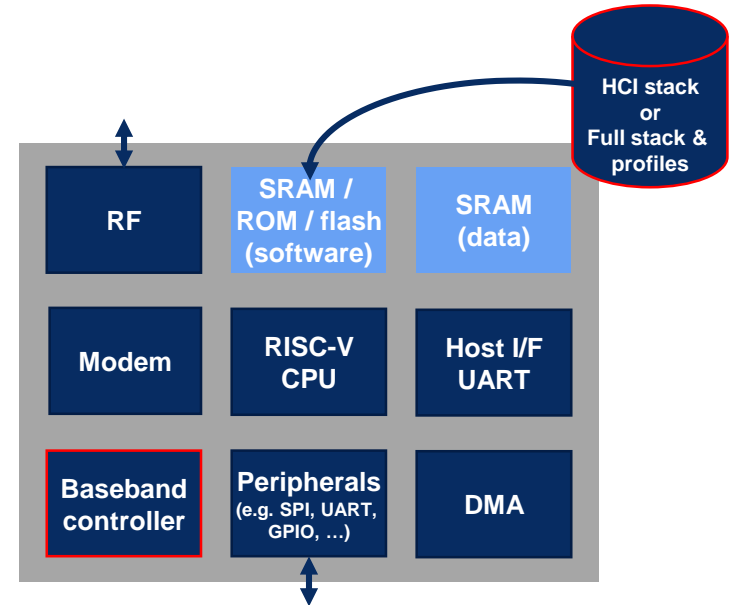 HCI stack
or
Full stack &
profiles
RF
SRAM /
ROM / flash
(software)
SRAM
(data)
Modem
RISC-V
CPU
Host I/F
UART
Baseband
controller
Peripherals
(e.g. SPI, UART,
GPIO, …)
DMA